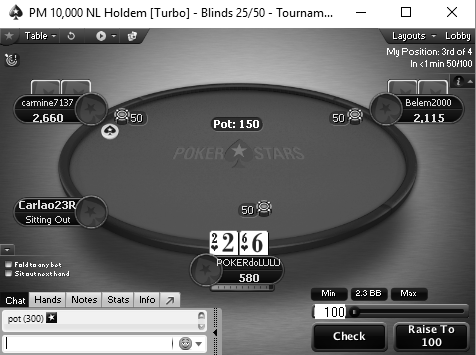 PM 10,000 NL Holdem [Turbo] - Blinds 25/50 - Tournam...
Table
Layouts
Lobby
My Position: 3rd of 4
In <1 min 50/100
carmine7137
2,660
50
Pot: 150
50
Belem2000
2,115
POKER STARS
Carlao23R
Sitting Out
50
2 2 6 6
POKERdoLULU
580
Fold to any bet
Sit out next hand
Min
2.3 BB
Max
100
Chat
Hands
Notes
Stats
Info
pot (300)
Check
Raise To
100